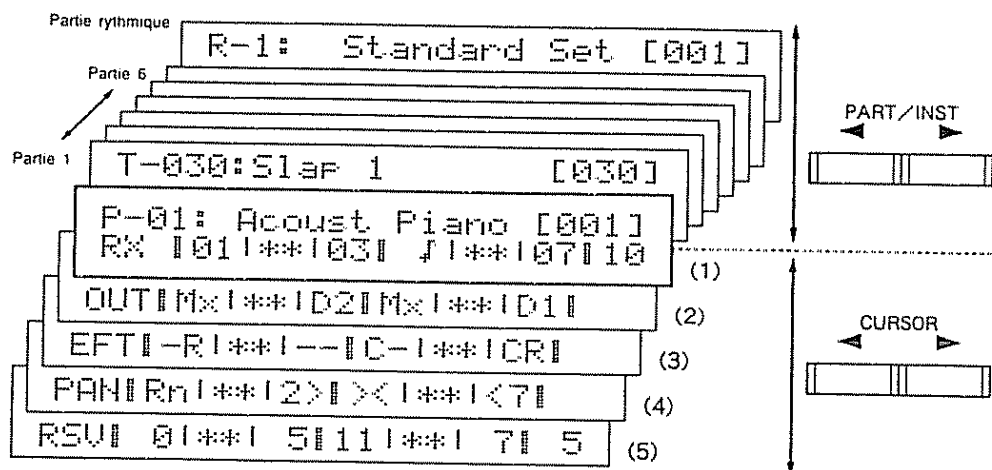 Partie rythmique
R-1: Standard Set [001]
Partie 6
PART/INST
Partie 1
T-030:Slap 1 [030]
P-01: Acoust Piano [001]
RX ‖01|**|03‖ ♪|**|07‖10
(1)
OUT‖Mx|**|D2‖Mx|**|D1‖
(2)
CURSOR
EFT‖-R|**|--‖C-|**|CR‖
(3)
PAN‖Rn|**|2>‖><|**|<7‖
(4)
RSV‖ 0|**| 5‖11|**| 7‖ 5
(5)